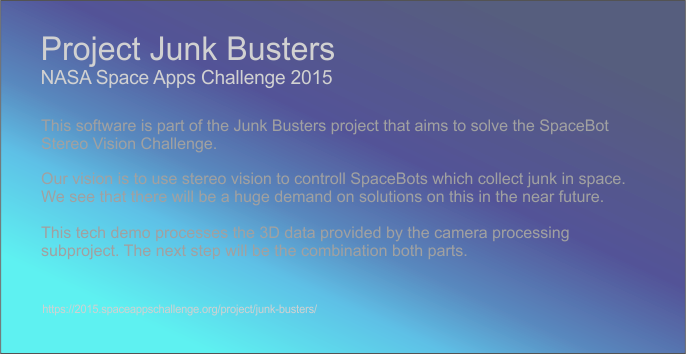 Project Junk Busters
NASA Space Apps Challenge 2015
This software is part of the Junk Busters project that aims to solve the SpaceBot
Stereo Vision Challenge.
Our vision is to use stereo vision to controll SpaceBots which collect junk in space.
We see that there will be a huge demand on solutions on this in the near future.
This tech demo processes the 3D data provided by the camera processing
subproject. The next step will be the combination both parts.
https://2015.spaceappschallenge.org/project/junk-busters/